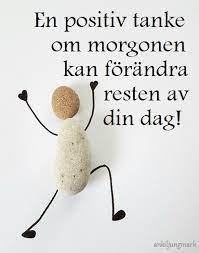 En positiv tanke
om morgonen
kan förändra
resten av
din dag!